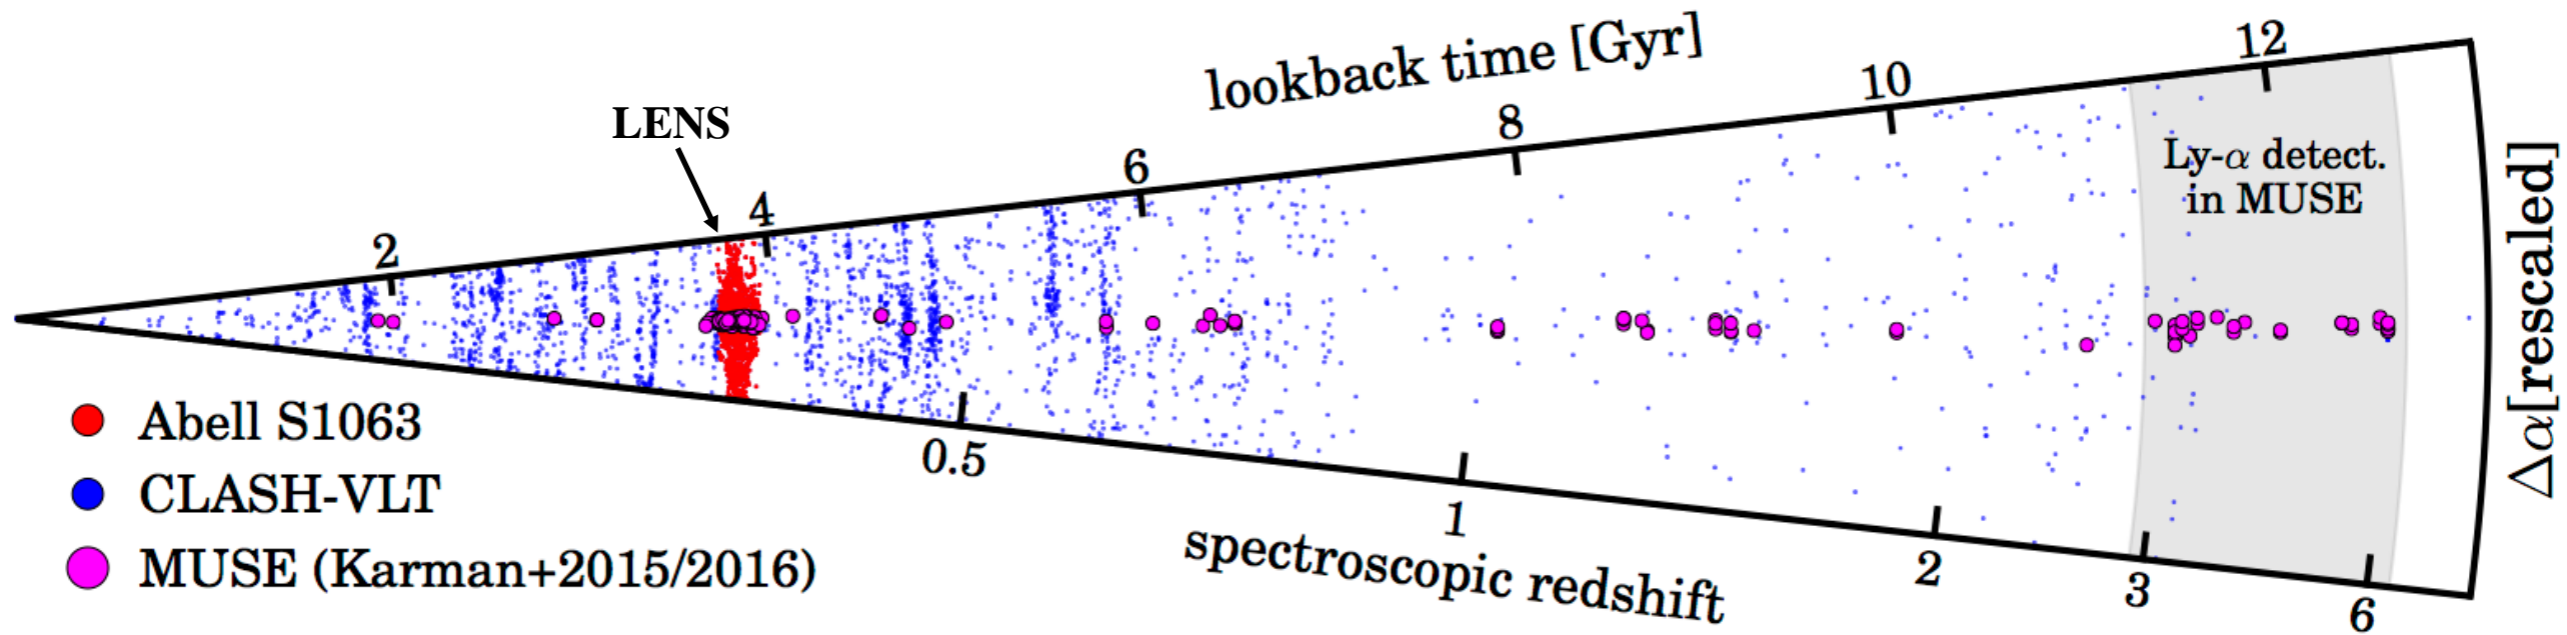 lookback time [Gyr]
2
4
6
8
10
12
LENS
Ly-α detect.
in MUSE
△α[rescaled]
0.5
1
2
3
6
spectroscopic redshift
Abell S1063
CLASH-VLT
MUSE (Karman+2015/2016)